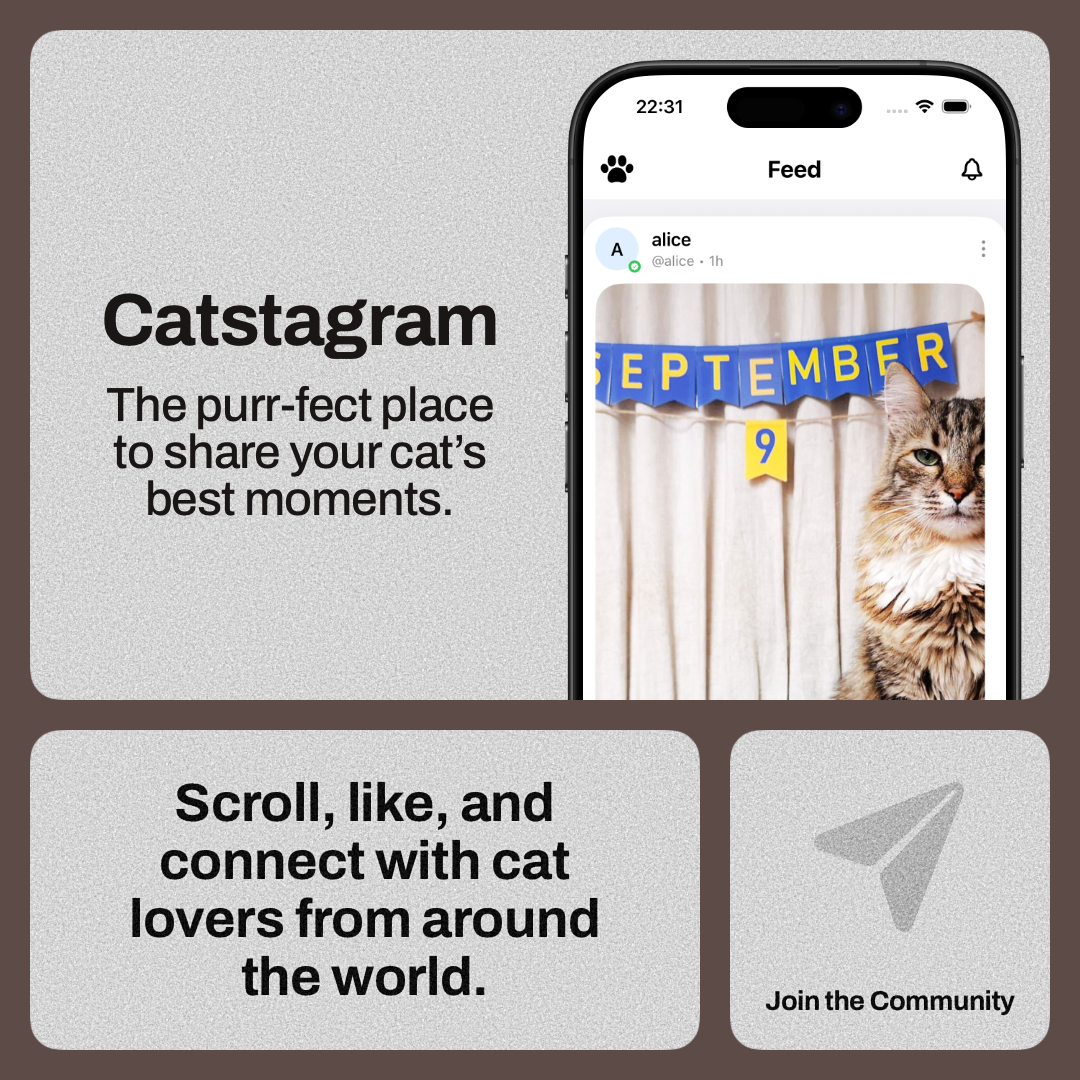 Catstagram
The purr-fect place
to share your cat’s
best moments.
22:31
Feed
A
alice
@alice • 1h
SEPTEMBER
9
Scroll, like, and
connect with cat
lovers from around
the world.
Join the Community